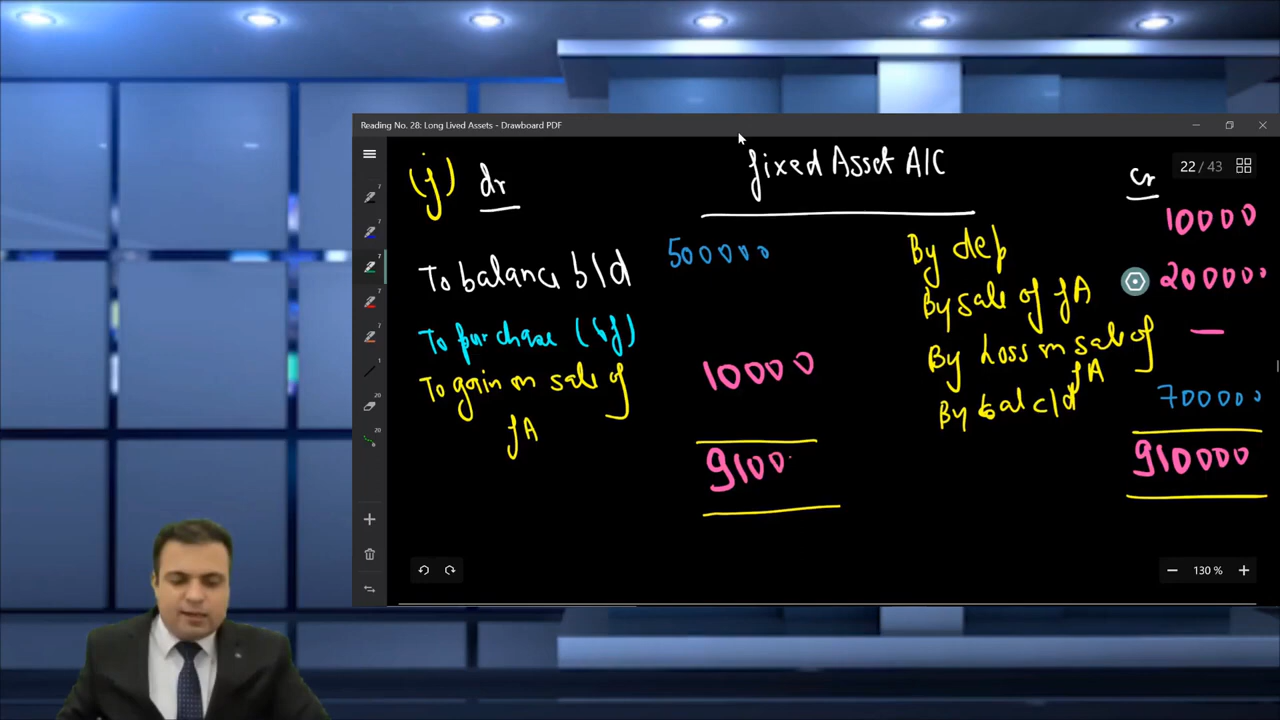 Reading No. 28: Long Lived Assets - Drawboard PDF
22 / 43
(j) dr
fixed Asset A/C
cr
To balance b/d 500000
By dep 10000
By sale of fA 200000
To purchase (bf)
By Loss on sale of fA —
To gain on sale of fA 10000
By bal c/d 700000
9100
910000
130 %